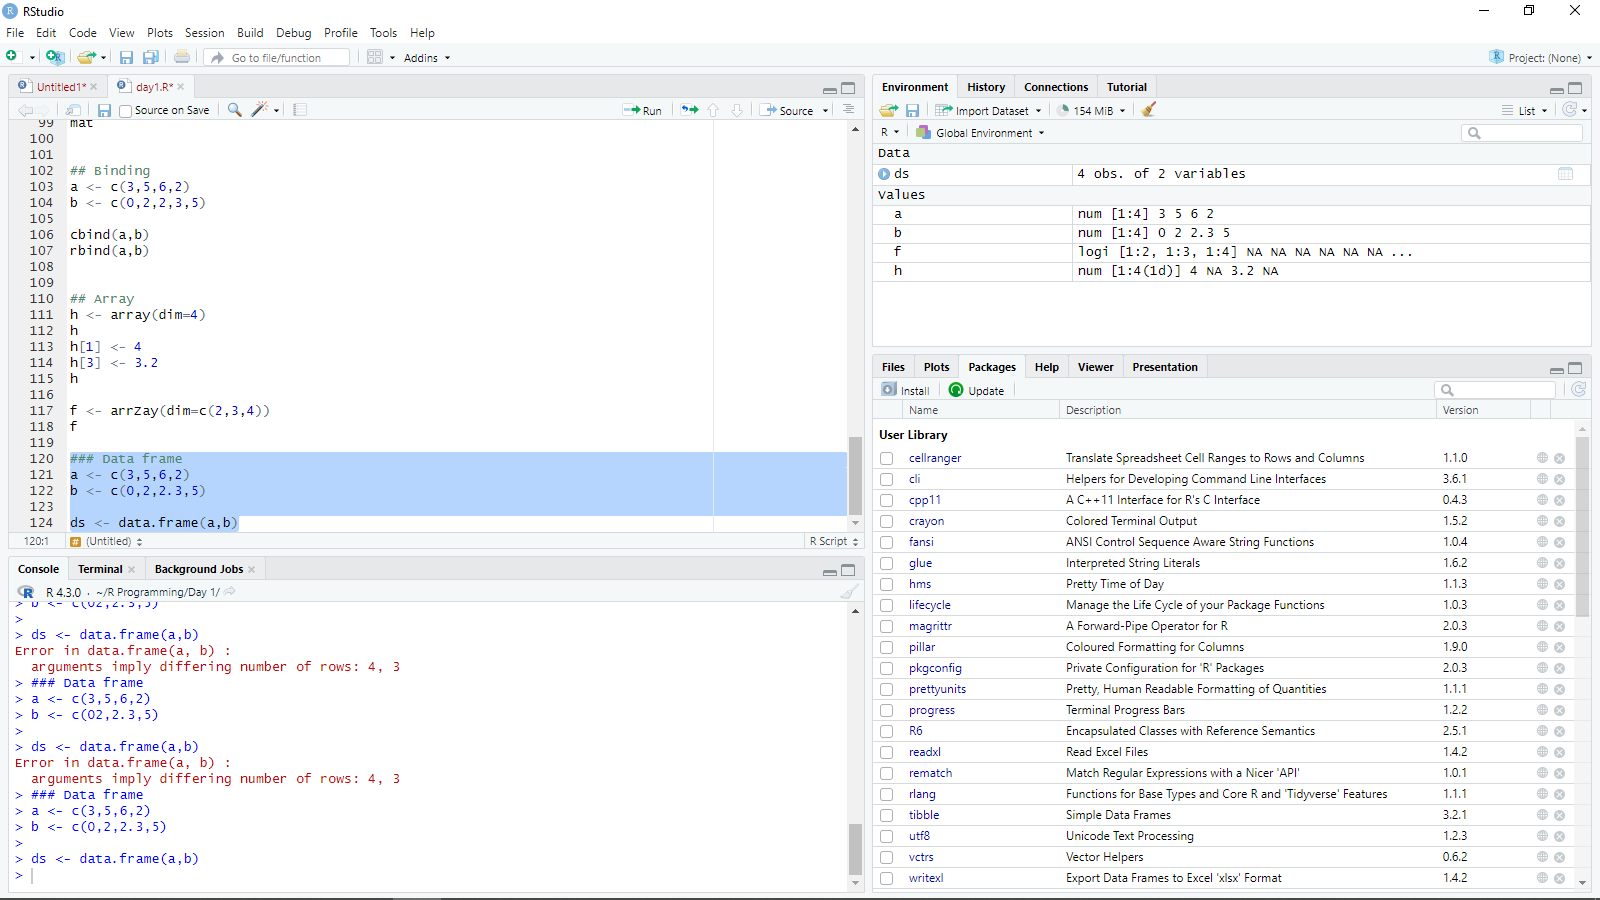 RStudio
File Edit Code View Plots Session Build Debug Profile Tools Help
Go to file/function Addins Project: (None)
Untitled1* day1.R*
Source on Save Run Source
99 mat
100
101
102 ## Binding
103 a <- c(3,5,6,2)
104 b <- c(0,2,2,3,5)
105
106 cbind(a,b)
107 rbind(a,b)
108
109
110 ## Array
111 h <- array(dim=4)
112 h
113 h[1] <- 4
114 h[3] <- 3.2
115 h
116
117 f <- arrZay(dim=c(2,3,4))
118 f
119
120 ### Data frame
121 a <- c(3,5,6,2)
122 b <- c(0,2,2.3,5)
123
124 ds <- data.frame(a,b)
120:1 # (Untitled) R Script
Console Terminal Background Jobs
R 4.3.0 · ~/R Programming/Day 1/
> b <- c(02,2.3,5)
>
> ds <- data.frame(a,b)
Error in data.frame(a, b) :
arguments imply differing number of rows: 4, 3
> ### Data frame
> a <- c(3,5,6,2)
> b <- c(02,2.3,5)
>
> ds <- data.frame(a,b)
Error in data.frame(a, b) :
arguments imply differing number of rows: 4, 3
> ### Data frame
> a <- c(3,5,6,2)
> b <- c(0,2,2.3,5)
>
> ds <- data.frame(a,b)
>
Environment History Connections Tutorial
Import Dataset 154 MiB List
R Global Environment
Data
ds 4 obs. of 2 variables
Values
a num [1:4] 3 5 6 2
b num [1:4] 0 2 2.3 5
f logi [1:2, 1:3, 1:4] NA NA NA NA NA NA ...
h num [1:4(1d)] 4 NA 3.2 NA
Files Plots Packages Help Viewer Presentation
Install Update
Name Description Version
User Library
cellranger Translate Spreadsheet Cell Ranges to Rows and Columns 1.1.0
cli Helpers for Developing Command Line Interfaces 3.6.1
cpp11 A C++11 Interface for R's C Interface 0.4.3
crayon Colored Terminal Output 1.5.2
fansi ANSI Control Sequence Aware String Functions 1.0.4
glue Interpreted String Literals 1.6.2
hms Pretty Time of Day 1.1.3
lifecycle Manage the Life Cycle of your Package Functions 1.0.3
magrittr A Forward-Pipe Operator for R 2.0.3
pillar Coloured Formatting for Columns 1.9.0
pkgconfig Private Configuration for 'R' Packages 2.0.3
prettyunits Pretty, Human Readable Formatting of Quantities 1.1.1
progress Terminal Progress Bars 1.2.2
R6 Encapsulated Classes with Reference Semantics 2.5.1
readxl Read Excel Files 1.4.2
rematch Match Regular Expressions with a Nicer 'API' 1.0.1
rlang Functions for Base Types and Core R and 'Tidyverse' Features 1.1.1
tibble Simple Data Frames 3.2.1
utf8 Unicode Text Processing 1.2.3
vctrs Vector Helpers 0.6.2
writexl Export Data Frames to Excel 'xlsx' Format 1.4.2